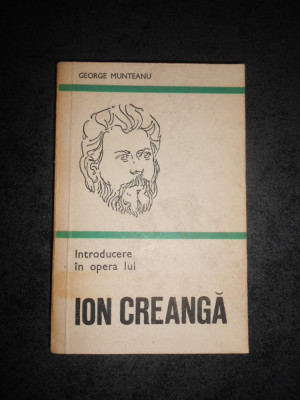 GEORGE MUNTEANU
Introducere
în opera lui
ION CREANGĂ